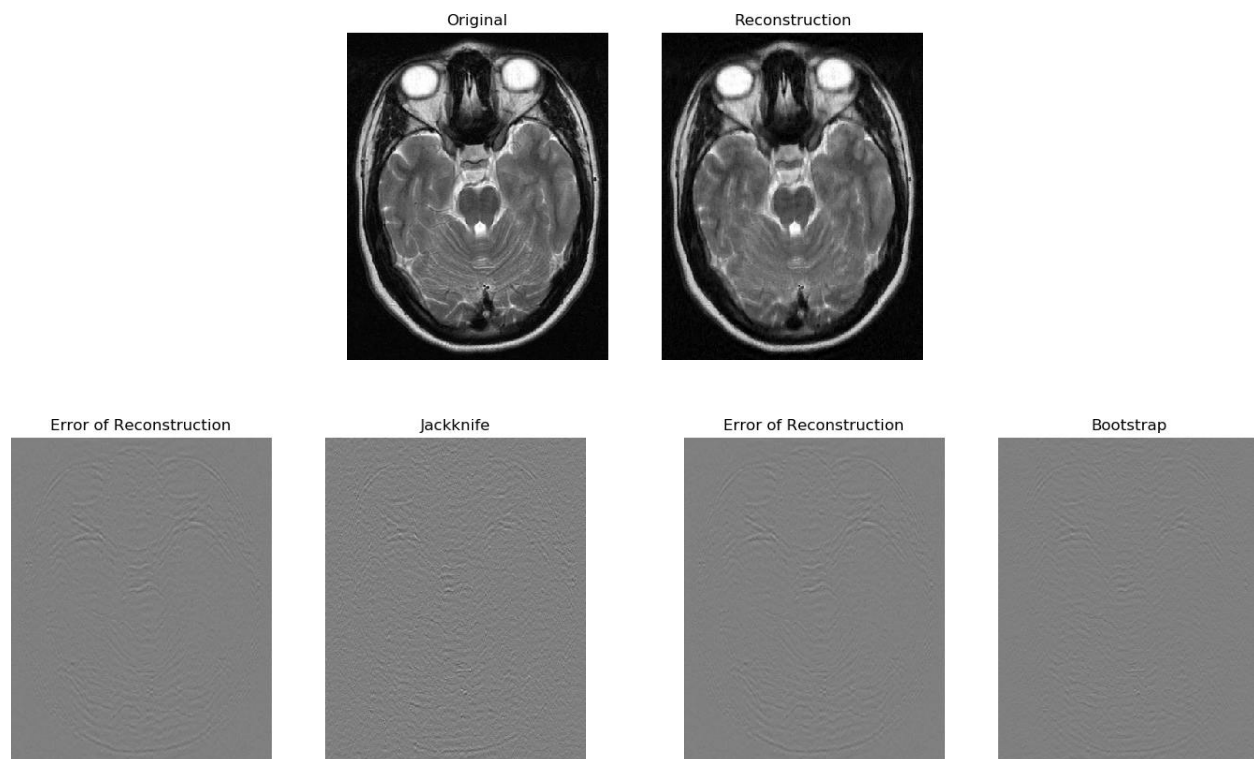 Original
Reconstruction
Error of Reconstruction
Jackknife
Error of Reconstruction
Bootstrap